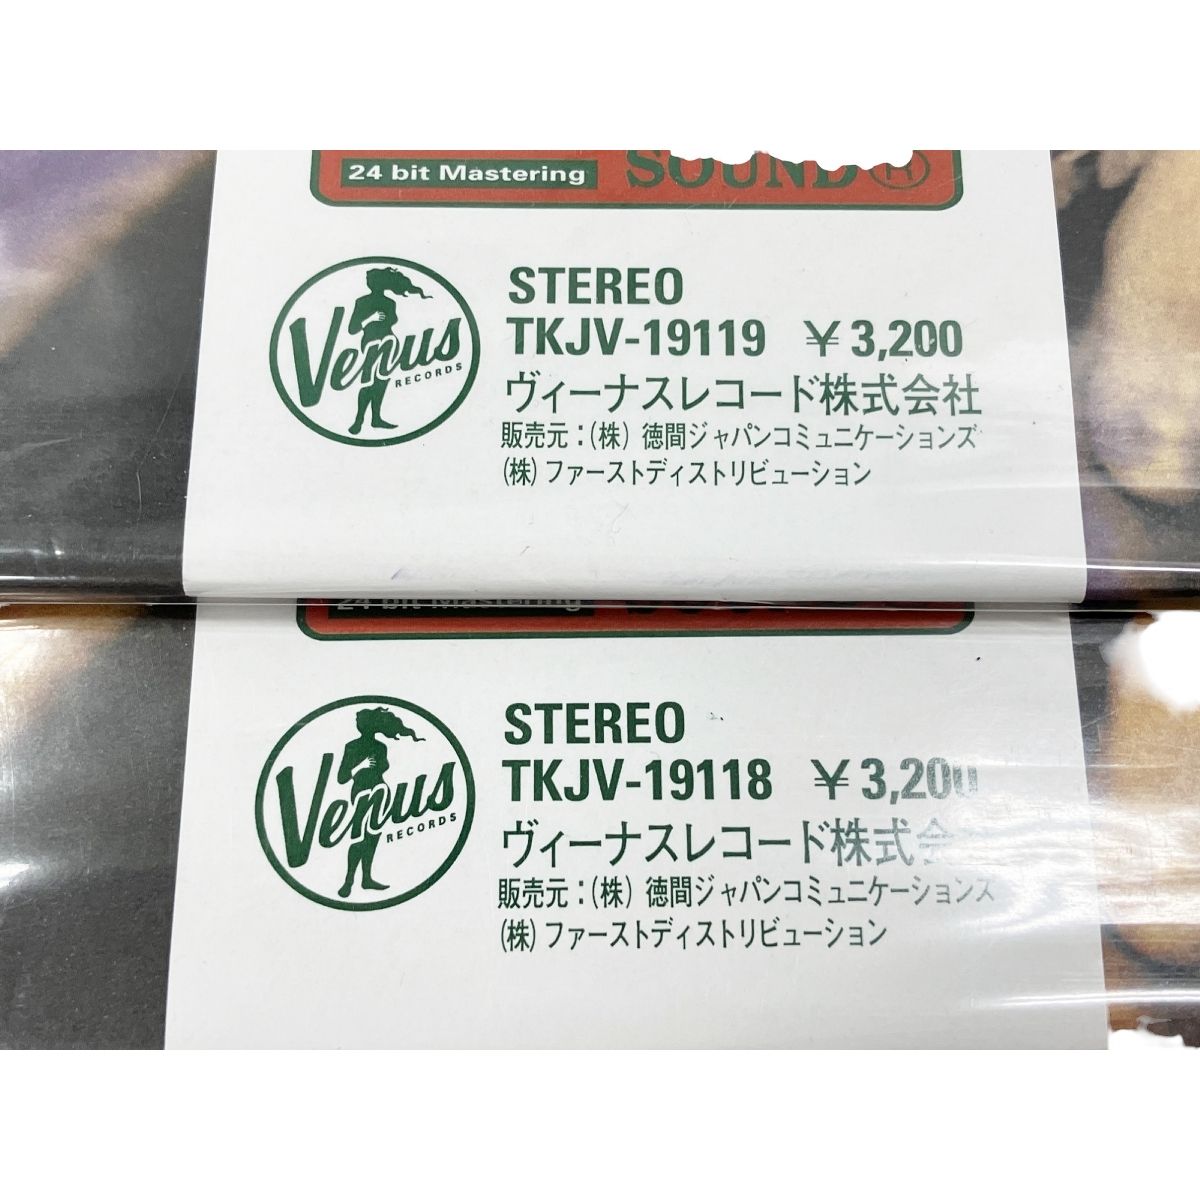 24 bit Mastering
SOUND®
Venus
RECORDS
STEREO
TKJV-19119 ￥3,200
ヴィーナスレコード株式会社
販売元：(株) 徳間ジャパンコミュニケーションズ
(株) ファーストディストリビューション
24 bit Mastering
Venus
RECORDS
STEREO
TKJV-19118 ￥3,200
ヴィーナスレコード株式会
販売元：(株) 徳間ジャパンコミュニケーションズ
(株) ファーストディストリビューション